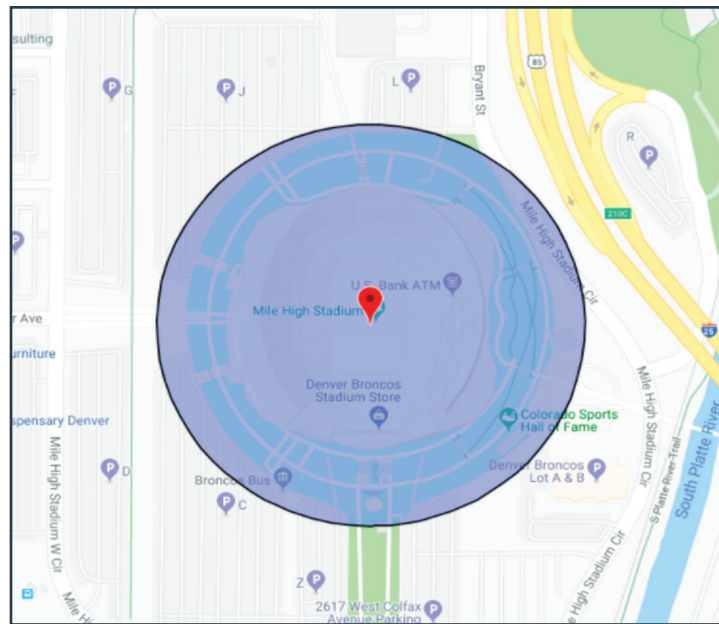 sulting
G
J
L
85
Bryant St
R
210C
Mile High Stadium Cir
U.S. Bank ATM
Mile High Stadium
r Ave
25
urniture
Denver Broncos
Stadium Store
spensary Denver
Colorado Sports
Hall of Fame
Mile High Stadium Cir
South Platte River
S Platte River Trail
D
Broncos Bus
Denver Broncos
Lot A & B
C
Mile High Stadium W Cir
Z
2617 West Colfax
Avenue Parking
Mile Hi
e High Stadium Cir